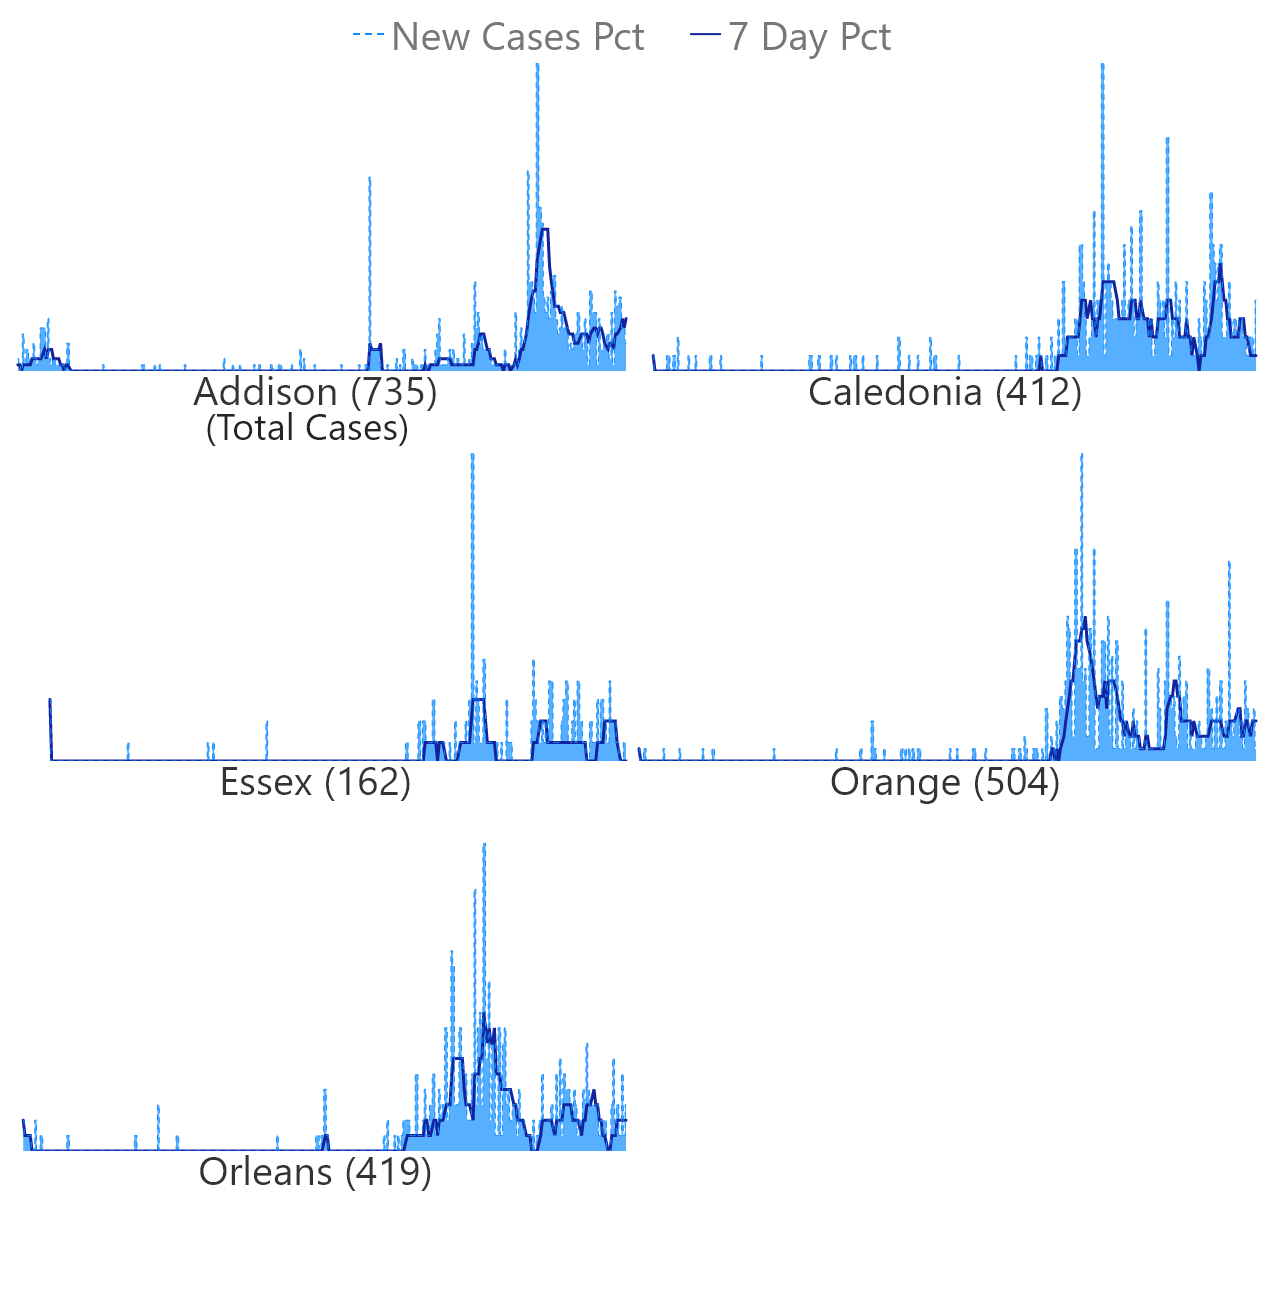 New Cases Pct 7 Day Pct
Addison (735)
(Total Cases)
Caledonia (412)
Essex (162)
Orange (504)
Orleans (419)